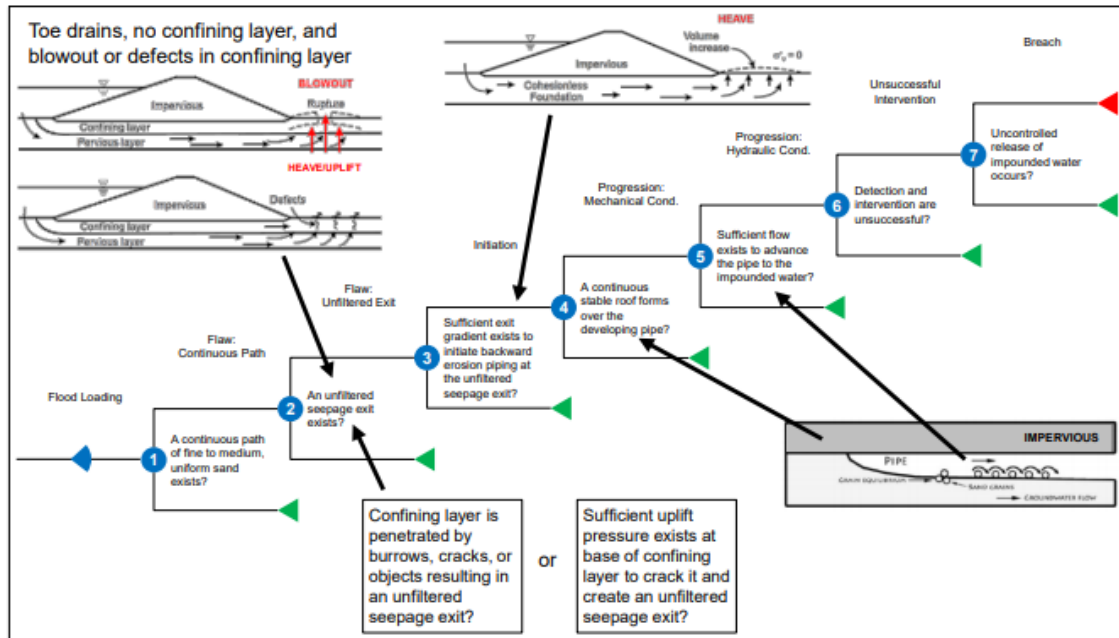 Toe drains, no confining layer, and
blowout or defects in confining layer
BLOWOUT
Rupture
Impervious
Confining layer
Pervious layer
HEAVE/UPLIFT
Defects
Impervious
Confining layer
Pervious layer
HEAVE
Volume
increase
σ'ᵥ = 0
Impervious
Cohesionless
Foundation
Flood Loading
1
A continuous path
of fine to medium,
uniform sand
exists?
Flaw:
Continuous Path
2
An unfiltered
seepage exit
exists?
Flaw:
Unfiltered Exit
3
Sufficient exit
gradient exists to
initiate backward
erosion piping at
the unfiltered
seepage exit?
Initiation
4
A continuous
stable roof forms
over the
developing pipe?
Progression:
Mechanical Cond.
5
Sufficient flow
exists to advance
the pipe to the
impounded water?
Progression:
Hydraulic Cond.
6
Detection and
intervention are
unsuccessful?
Unsuccessful
Intervention
7
Uncontrolled
release of
impounded water
occurs?
Breach
Confining layer is
penetrated by
burrows, cracks, or
objects resulting in
an unfiltered
seepage exit?
or
Sufficient uplift
pressure exists at
base of confining
layer to crack it and
create an unfiltered
seepage exit?
IMPERVIOUS
PIPE
GRAIN EQUILIBRIUM
SAND GRAINS
GROUNDWATER FLOW